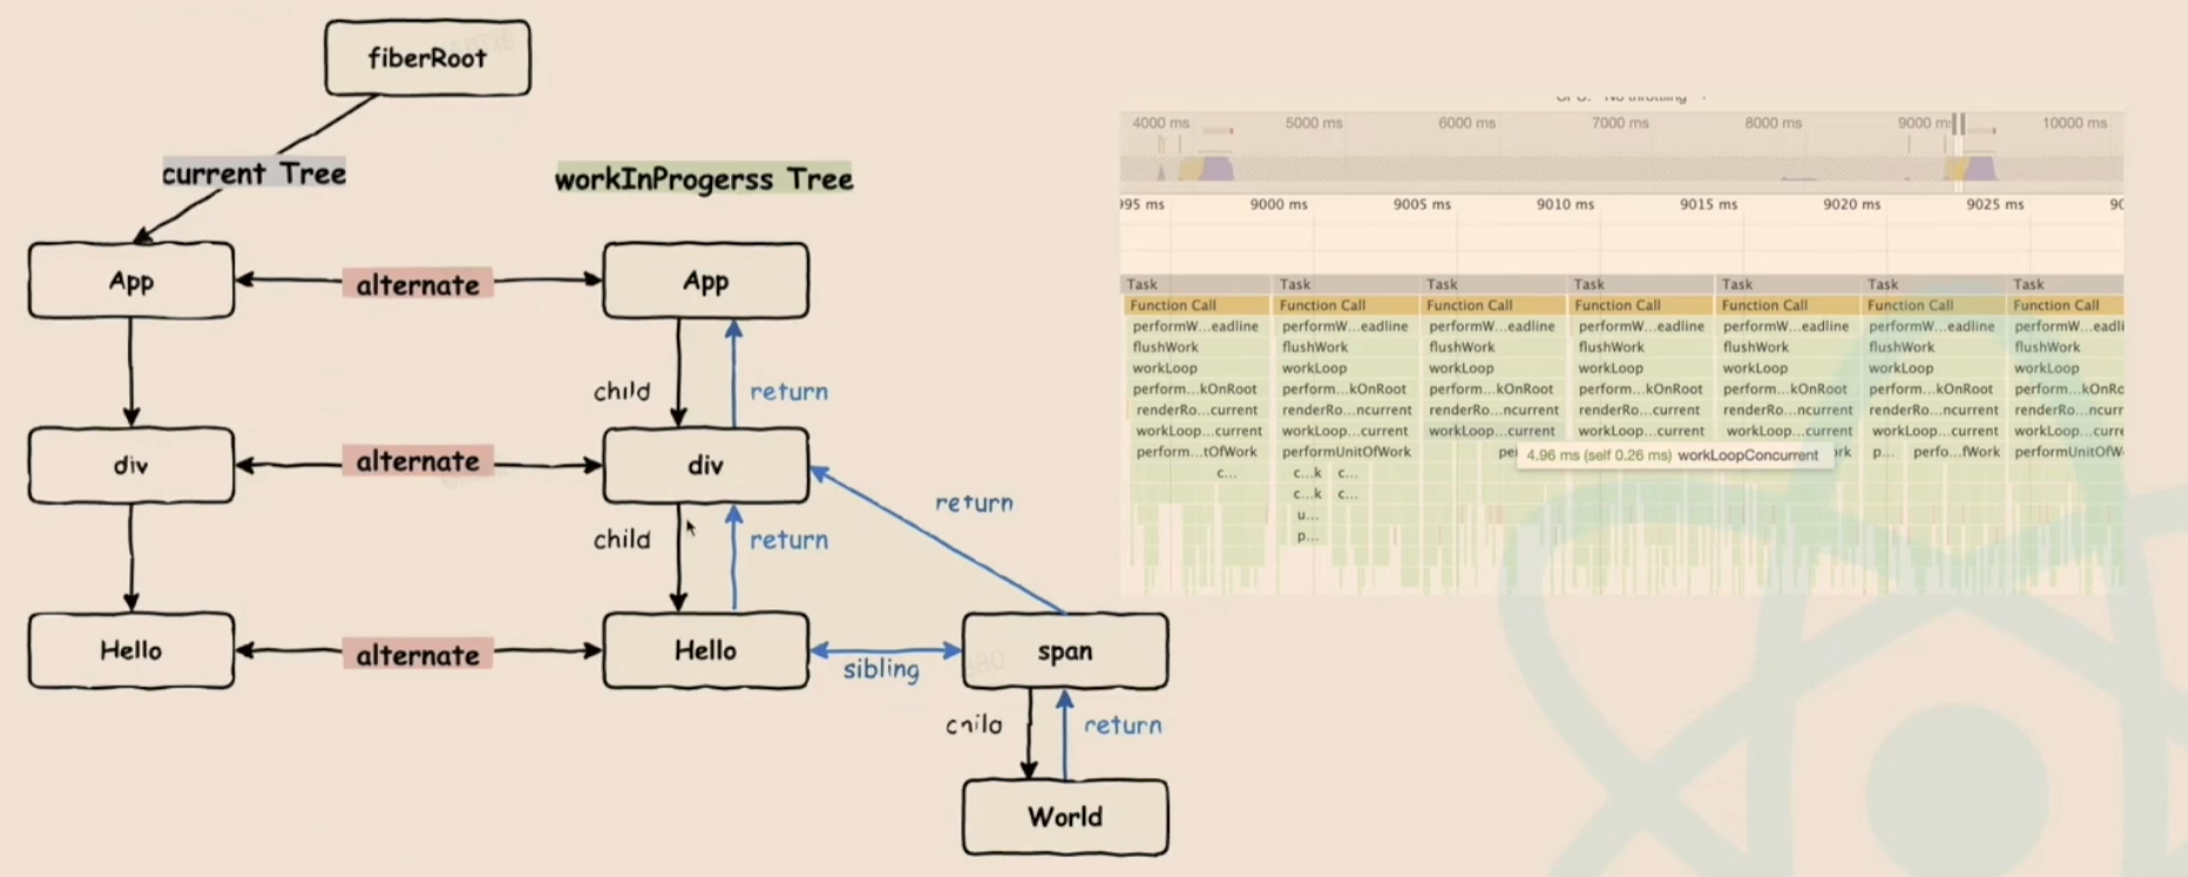 fiberRoot
current Tree
workInProgerss Tree
App
alternate
App
child
return
div
alternate
div
return
child
return
Hello
alternate
Hello
sibling
span
child
return
World
4000 ms 5000 ms 6000 ms 7000 ms 8000 ms 9000 m 10000 ms
995 ms 9000 ms 9005 ms 9010 ms 9015 ms 9020 ms 9025 ms
Task Task Task Task Task Task Task
Function Call Function Call Function Call Function Call Function Call Function Call Function Call
performW...eadline performW...eadline performW...eadline performW...eadline performW...eadline performW...eadline performW...eadli
flushWork flushWork flushWork flushWork flushWork flushWork flushWork
workLoop workLoop workLoop workLoop workLoop workLoop workLoop
perform...kOnRoot perform...kOnRoot perform...kOnRoot perform...kOnRoot perform...kOnRoot perform...kOnRoot perform...kOnRo
renderRo...current renderRo...ncurrent renderRo...ncurrent renderRo...current renderRo...ncurrent renderRo...ncurrent renderRo...ncurr
workLoop...current workLoop...current workLoop...current workLoop...current workLoop...current workLoop...current workLoop...curre
perform...tOfWork performUnitOfWork pe 4.96 ms (self 0.26 ms) workLoopConcurrent rk p... perfo...fWork performUnitOfW
c... c...k c...
c...k c...
u...
p...